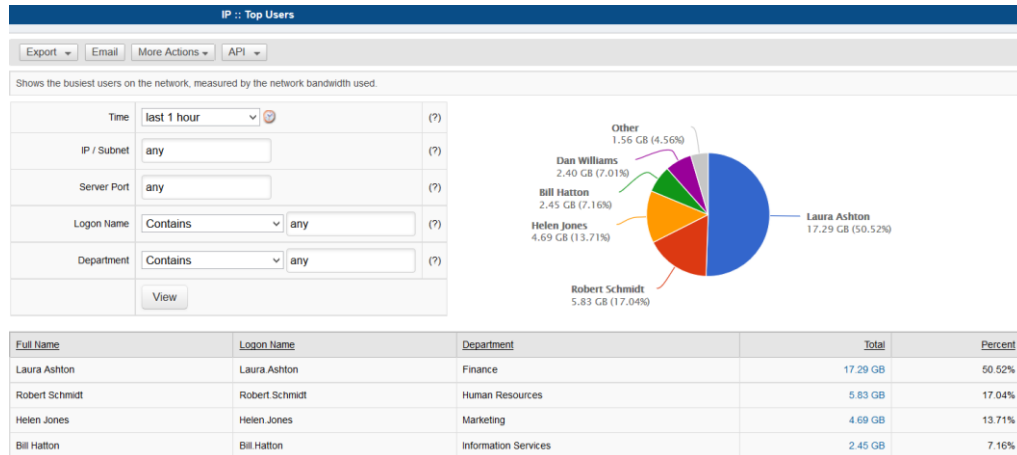 IP :: Top Users
Export Email More Actions API
Shows the busiest users on the network, measured by the network bandwidth used.
Time last 1 hour (?)
IP / Subnet any (?)
Server Port any (?)
Logon Name Contains any (?)
Department Contains any (?)
View
Other
1.56 GB (4.56%)
Dan Williams
2.40 GB (7.01%)
Bill Hatton
2.45 GB (7.16%)
Helen Jones
4.69 GB (13.71%)
Laura Ashton
17.29 GB (50.52%)
Robert Schmidt
5.83 GB (17.04%)
Full Name Logon Name Department Total Percent
Laura Ashton Laura.Ashton Finance 17.29 GB 50.52%
Robert Schmidt Robert.Schmidt Human Resources 5.83 GB 17.04%
Helen Jones Helen.Jones Marketing 4.69 GB 13.71%
Bill Hatton Bill.Hatton Information Services 2.45 GB 7.16%